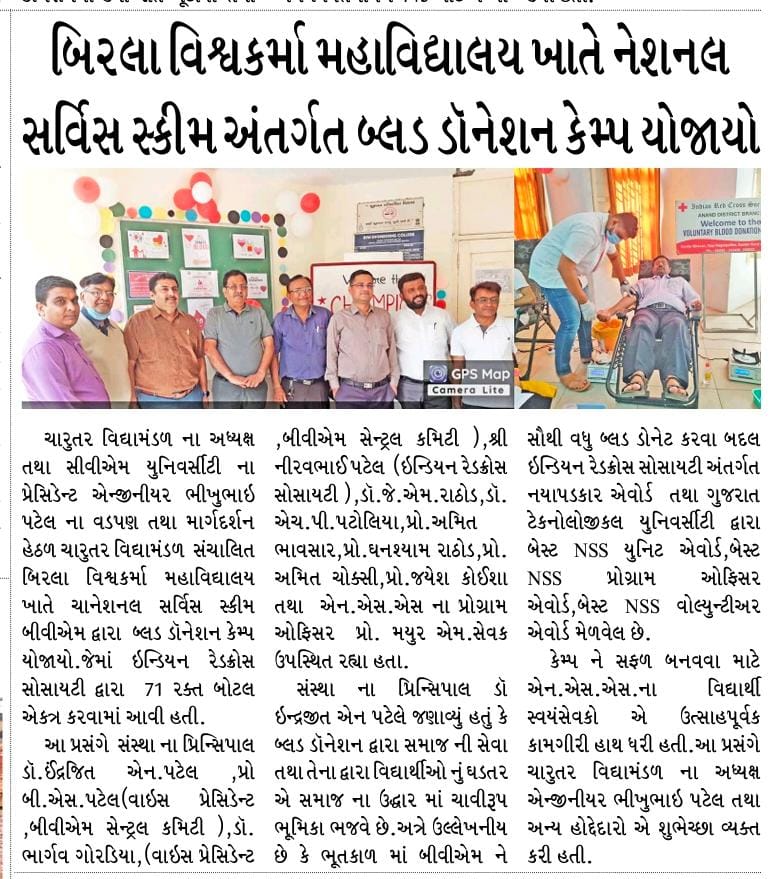 બિરલા વિશ્વકર્મા મહાવિદ્યાલય ખાતે નેશનલ
સર્વિસ સ્કીમ અંતર્ગત બ્લડ ડૉનેશન કેમ્પ યોજાયો
BVM ENGINEERING COLLEGE
Welcome the
CHAMPIONS
GPS Map
Camera Lite
Indian Red Cross
ANAND DISTRICT BRANCH
Welcome to the
VOLUNTARY BLOOD DONATION
ચારુતર વિદ્યામંડળ ના અધ્યક્ષ
તથા સીવીએમ યુનિવર્સીટી ના
પ્રેસિડેન્ટ એન્જીનીયર ભીખુભાઇ
પટેલ ના વડપણ તથા માર્ગદર્શન
હેઠળ ચારુતર વિદ્યામંડળ સંચાલિત
બિરલા વિશ્વકર્મા મહાવિદ્યાલય
ખાતે ચાનેશનલ સર્વિસ સ્કીમ
બીવીએમ દ્વારા બ્લડ ડૉનેશન કેમ્પ
યોજાયો.જેમાં ઇન્ડિયન રેડક્રોસ
સોસાયટી દ્વારા 71 રક્ત બોટલ
એકત્ર કરવામાં આવી હતી.
આ પ્રસંગે સંસ્થા ના પ્રિન્સિપાલ
ડૉ.ઈંદ્રજિત એન.પટેલ ,પ્રો
બી.એસ.પટેલ(વાઇસ પ્રેસિડેન્ટ
,બીવીએમ સેન્ટ્રલ કમિટી ),ડૉ.
ભાર્ગવ ગોરડિયા,(વાઇસ પ્રેસિડેન્ટ
,બીવીએમ સેન્ટ્રલ કમિટી ),શ્રી
નીરવભાઈ પટેલ (ઇન્ડિયન રેડક્રોસ
સોસાયટી ),ડૉ.જે.એમ.રાઠોડ,ડૉ.
એચ.પી.પટોલિયા,પ્રો.અમિત
ભાવસાર,પ્રો.ઘનશ્યામ રાઠોડ,પ્રો.
અમિત ચોક્સી,પ્રો.જયેશ કોઈશા
તથા એન.એસ.એસ ના પ્રોગ્રામ
ઓફિસર પ્રો. મયુર એમ.સેવક
ઉપસ્થિત રહ્યા હતા.
સંસ્થા ના પ્રિન્સિપાલ ડૉ
ઇન્દ્રજીત એન પટેલે જણાવ્યું હતું કે
બ્લડ ડૉનેશન દ્વારા સમાજ ની સેવા
તથા તેના દ્વારા વિદ્યાર્થીઓ નું ઘડતર
એ સમાજ ના ઉદ્ધાર માં ચાવીરૂપ
ભૂમિકા ભજવે છે.અત્રે ઉલ્લેખનીય
છે કે ભૂતકાળ માં બીવીએમ ને
સૌથી વધુ બ્લડ ડોનેટ કરવા બદલ
ઇન્ડિયન રેડક્રોસ સોસાયટી અંતર્ગત
નયાપડકાર એવોર્ડ તથા ગુજરાત
ટેકનોલોજીકલ યુનિવર્સીટી દ્વારા
બેસ્ટ NSS યુનિટ એવોર્ડ,બેસ્ટ
NSS પ્રોગ્રામ ઓફિસર
એવોર્ડ,બેસ્ટ NSS વોલ્યુન્ટીઅર
એવોર્ડ મેળવેલ છે.
કેમ્પ ને સફળ બનવવા માટે
એન.એસ.એસ.ના વિદ્યાર્થી
સ્વયંસેવકો એ ઉત્સાહપૂર્વક
કામગીરી હાથ ધરી હતી.આ પ્રસંગે
ચારુતર વિદ્યામંડળ ના અધ્યક્ષ
એન્જીનીયર ભીખુભાઇ પટેલ તથા
અન્ય હોદ્દેદારો એ શુભેચ્છા વ્યક્ત
કરી હતી.